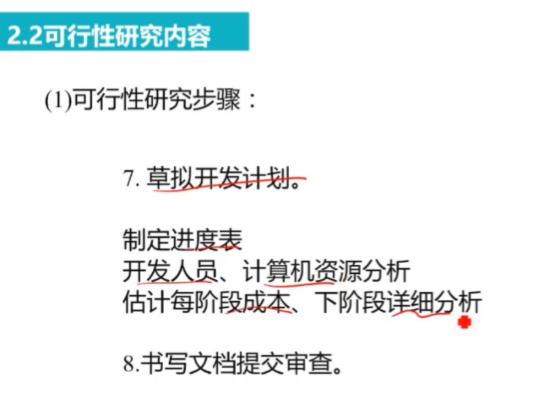 2.2可行性研究内容
(1)可行性研究步骤：
7. 草拟开发计划。
制定进度表
开发人员、计算机资源分析
估计每阶段成本、下阶段详细分析
8.书写文档提交审查。